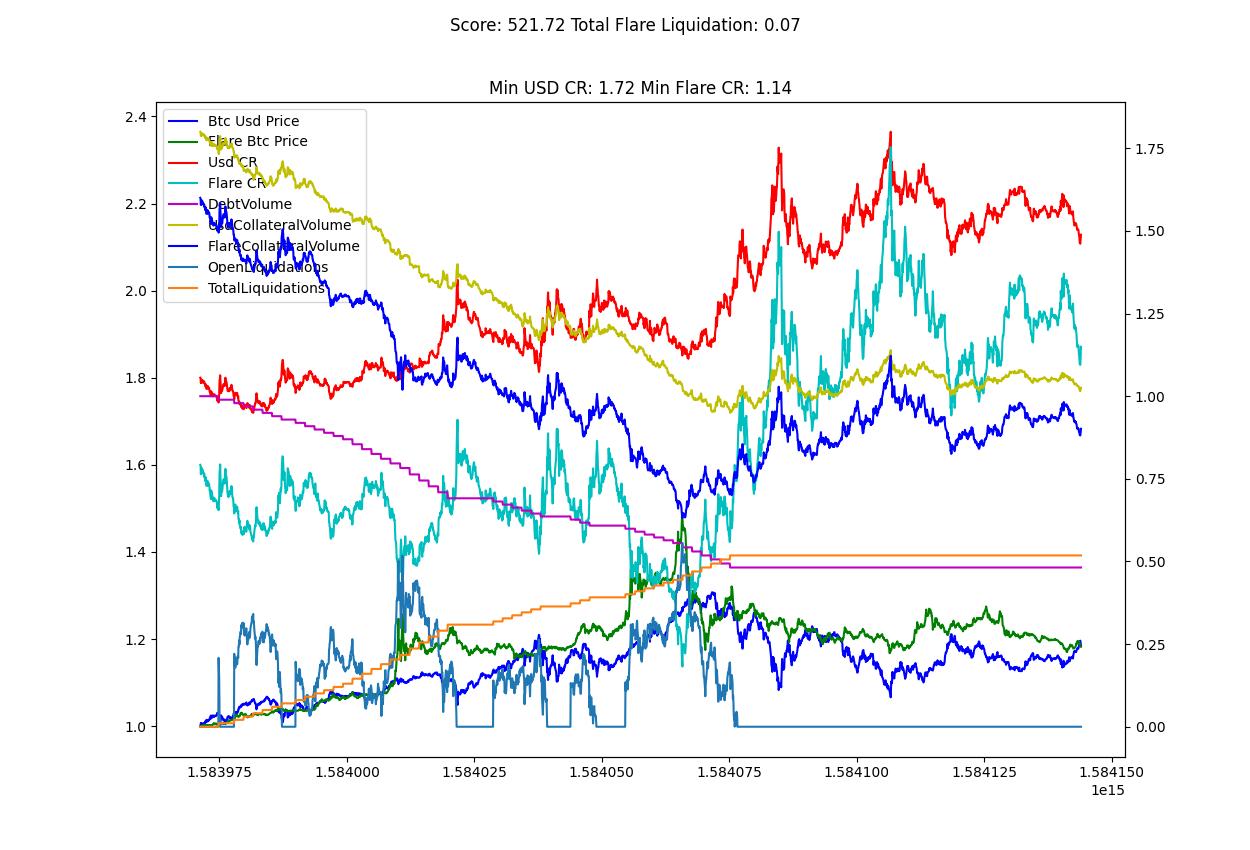 Score: 521.72 Total Flare Liquidation: 0.07
Min USD CR: 1.72 Min Flare CR: 1.14
Btc Usd Price
Flare Btc Price
Usd CR
Flare CR
DebtVolume
UsdCollateralVolume
FlareCollateralVolume
OpenLiquidations
TotalLiquidations
2.4
2.2
2.0
1.8
1.6
1.4
1.2
1.0
1.75
1.50
1.25
1.00
0.75
0.50
0.25
0.00
1.583975
1.584000
1.584025
1.584050
1.584075
1.584100
1.584125
1.584150
1e15